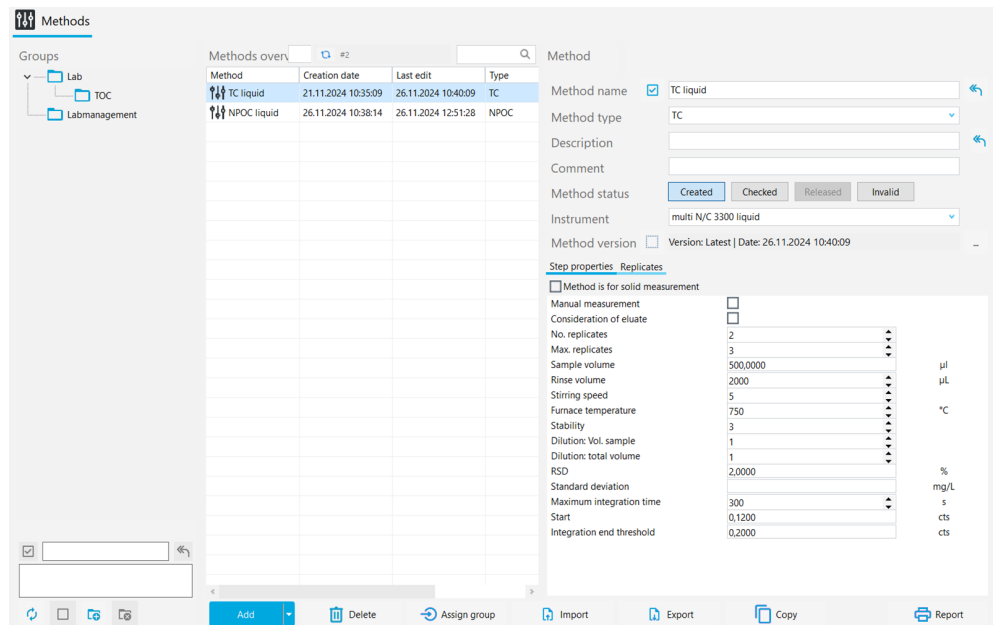 Methods
Groups
Lab
TOC
Labmanagement
Methods overv
#2
Method Creation date Last edit Type
TC liquid 21.11.2024 10:35:09 26.11.2024 10:40:09 TC
NPOC liquid 26.11.2024 10:38:14 26.11.2024 12:51:28 NPOC
Method
Method name TC liquid
Method type TC
Description
Comment
Method status Created Checked Released Invalid
Instrument multi N/C 3300 liquid
Method version Version: Latest | Date: 26.11.2024 10:40:09 ...
Step properties Replicates
Method is for solid measurement
Manual measurement
Consideration of eluate
No. replicates 2
Max. replicates 3
Sample volume 500,0000 µl
Rinse volume 2000 µL
Stirring speed 5
Furnace temperature 750 °C
Stability 3
Dilution: Vol. sample 1
Dilution: total volume 1
RSD 2,0000 %
Standard deviation mg/L
Maximum integration time 300 s
Start 0,1200 cts
Integration end threshold 0,2000 cts
Add Delete Assign group Import Export Copy Report